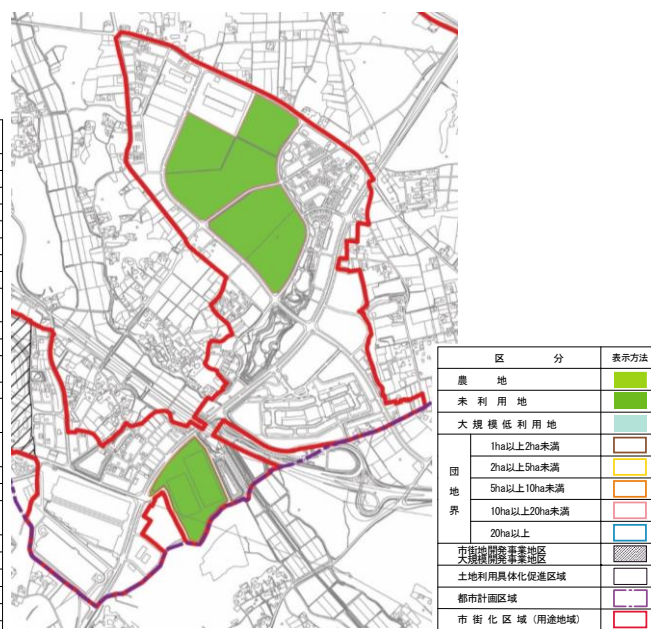 区 分 表示方法
農 地
未 利 用 地
大 規 模 低 利 用 地
団地界
1ha以上2ha未満
2ha以上5ha未満
5ha以上10ha未満
10ha以上20ha未満
20ha以上
市街地開発事業地区
大規模開発事業地区
土地利用具体化促進区域
都市計画区域
市 街 化 区 域 (用途地域)